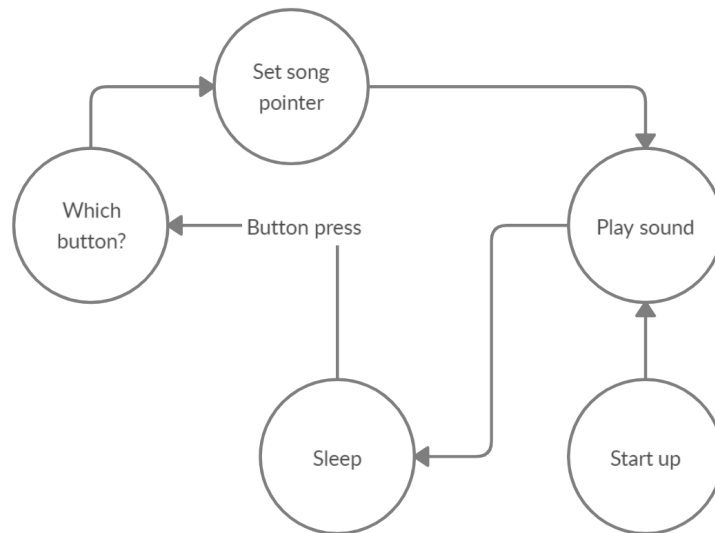 Set song
pointer
Which
button?
Button press
Play sound
Sleep
Start up